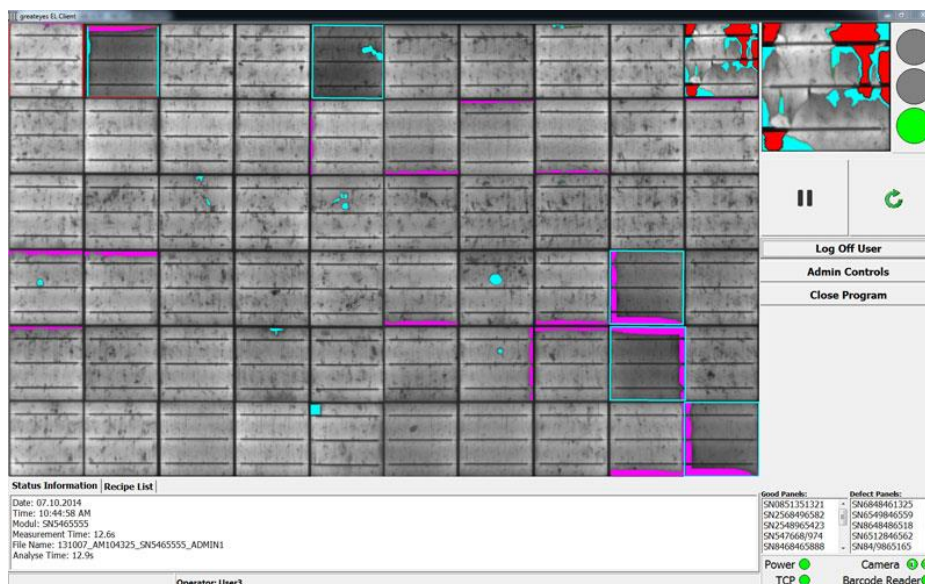 greateyes EL Client
Log Off User
Admin Controls
Close Program
Status Information Recipe List
Date: 07.10.2014
Time: 10:44:58 AM
Modul: SN5465555
Measurement Time: 12.6s
File Name: 131007_AM104325_SN5465555_ADMIN1
Analyse Time: 12.9s
Good Panels: Defect Panels:
SN0851351321 SN6848461325
SN2568496582 SN6549846559
SN2548965423 SN8648486518
SN547668/974 SN6512846562
SN8468465888 SN84/9865165
Power Camera
TCP Barcode Reader
Operator: User3